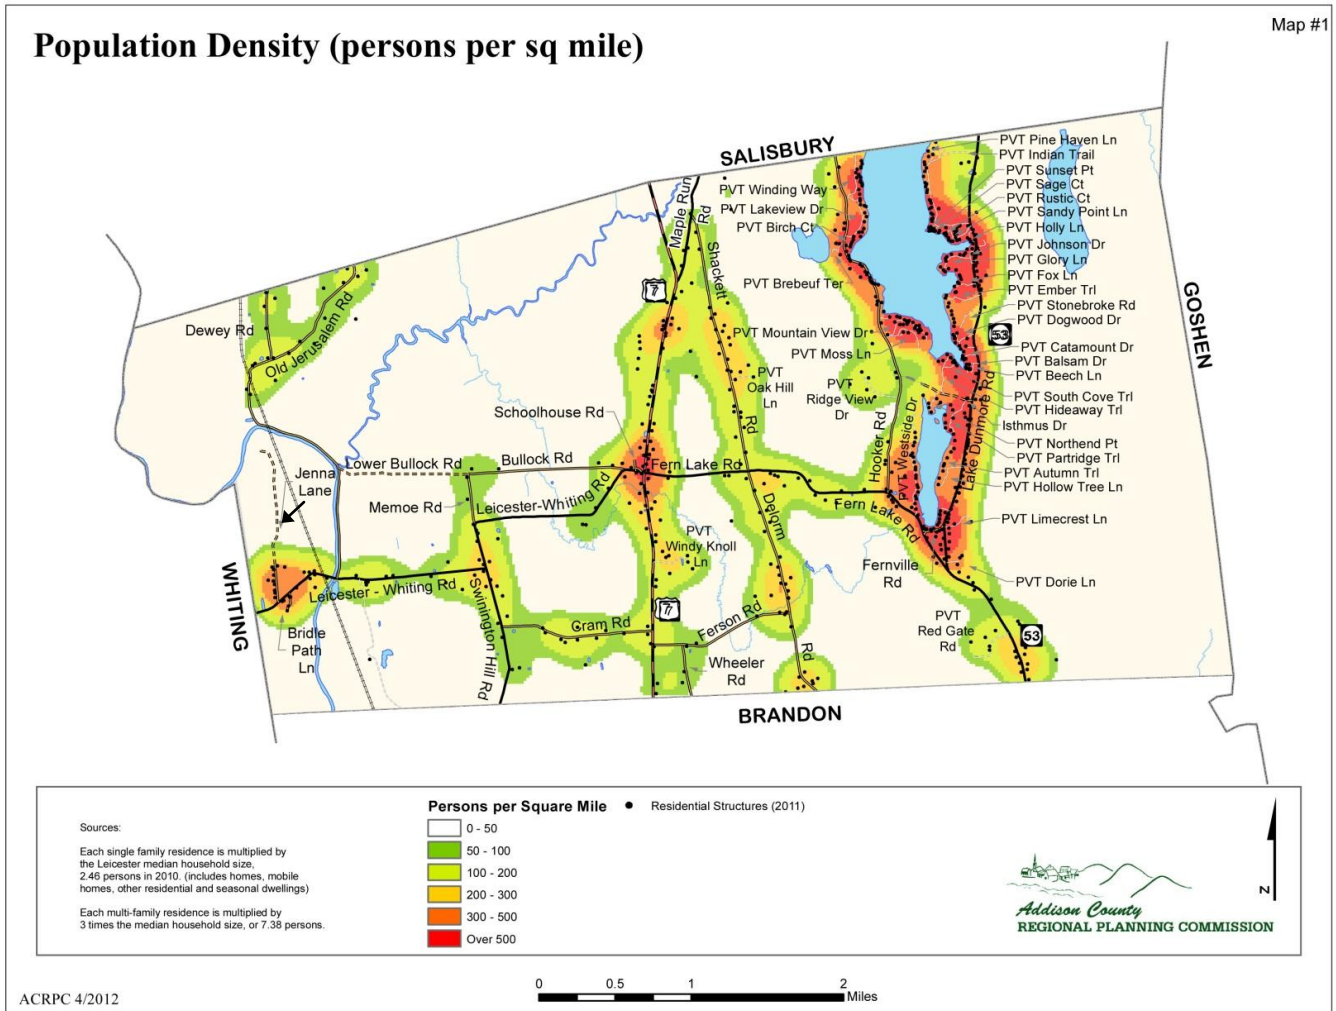 Map #1
Population Density (persons per sq mile)
SALISBURY
PVT Pine Haven Ln
PVT Indian Trail
PVT Sunset Pt
PVT Sage Ct
PVT Rustic Ct
PVT Sandy Point Ln
PVT Holly Ln
PVT Johnson Dr
PVT Glory Ln
PVT Fox Ln
PVT Ember Trl
PVT Stonebroke Rd
PVT Dogwood Dr
53
PVT Catamount Dr
PVT Balsam Dr
PVT Beech Ln
PVT South Cove Trl
PVT Hideaway Trl
Isthmus Dr
PVT Northend Pt
PVT Partridge Trl
PVT Autumn Trl
PVT Hollow Tree Ln
PVT Limecrest Ln
PVT Dorie Ln
GOSHEN
Lake Dunmore Rd
PVT Winding Way
PVT Lakeview Dr
PVT Birch Ct
PVT Brebeuf Ter
PVT Mountain View Dr
PVT Moss Ln
PVT
Oak Hill
Ln
PVT
Ridge View
Dr
Hooker Rd
PVT Westside Dr
Maple Run
Rd
Shackett
Rd
7
Dewey Rd
Old Jerusalem Rd
Schoolhouse Rd
Lower Bullock Rd
Bullock Rd
Fern Lake Rd
Jenna
Lane
Memoe Rd
Leicester-Whiting Rd
Delorm
Rd
Fern Lake Rd
PVT
Windy Knoll
Ln
Fernville
Rd
WHITING
Leicester - Whiting Rd
Swinington Hill Rd
Cram Rd
7
Ferson Rd
PVT
Red Gate
Rd
53
Bridle
Path
Ln
Wheeler
Rd
BRANDON
Sources:
Each single family residence is multiplied by
the Leicester median household size,
2.46 persons in 2010. (includes homes, mobile
homes, other residential and seasonal dwellings)
Each multi-family residence is multiplied by
3 times the median household size, or 7.38 persons.
Persons per Square Mile
Residential Structures (2011)
0 - 50
50 - 100
100 - 200
200 - 300
300 - 500
Over 500
N
Addison County
REGIONAL PLANNING COMMISSION
ACRPC 4/2012
0 0.5 1 2
Miles